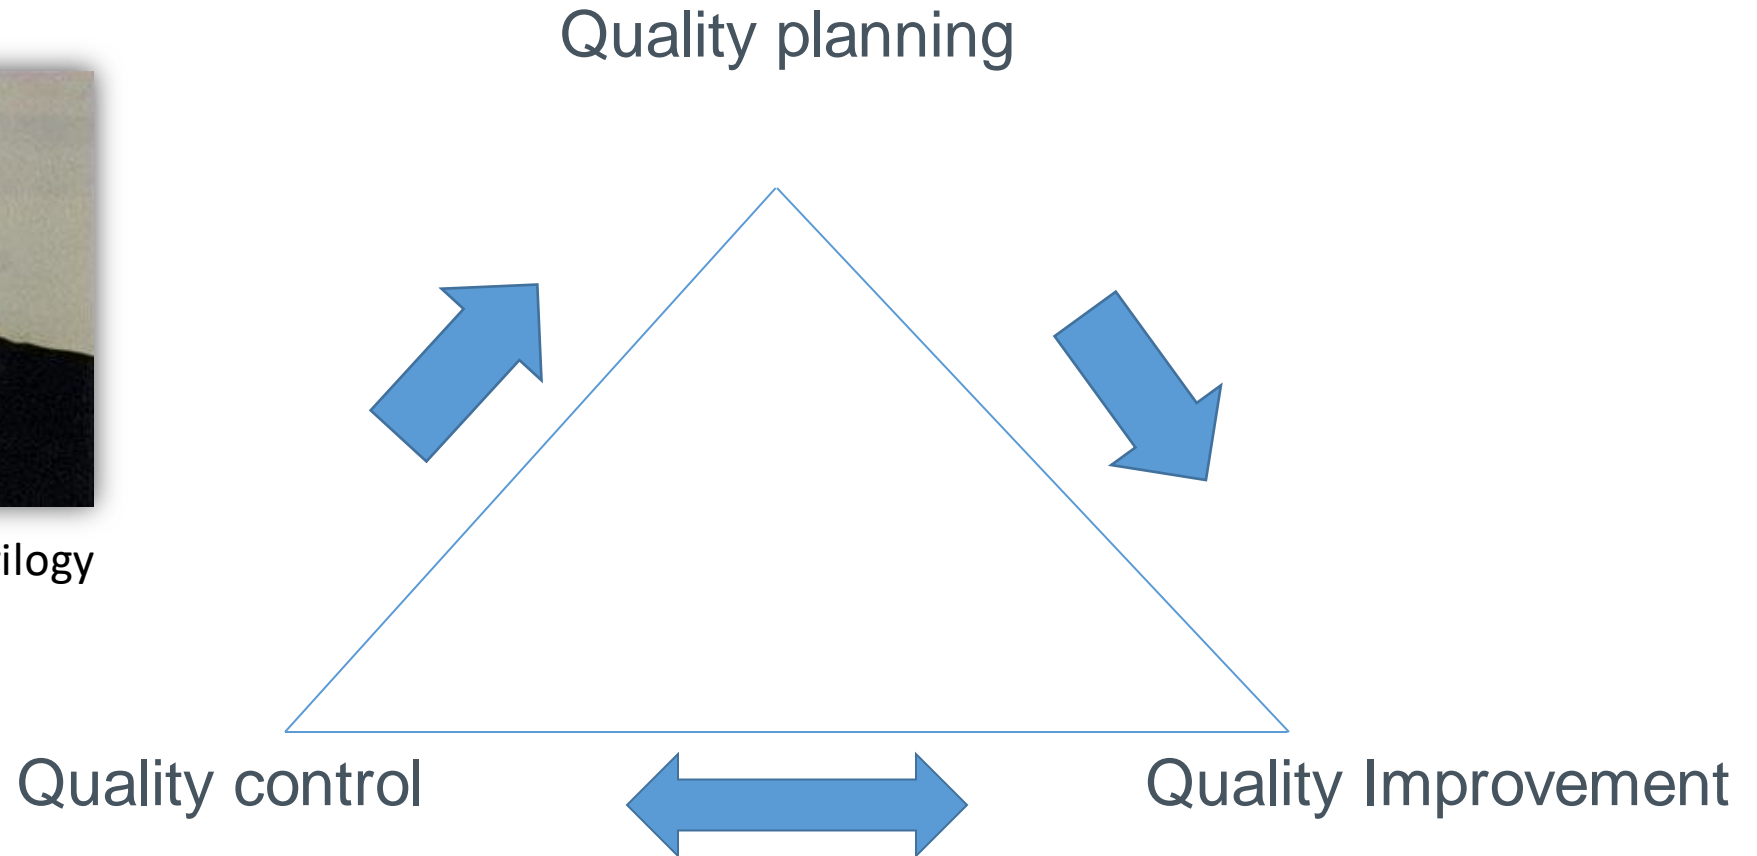 Quality planning
ilogy
Quality control
Quality Improvement